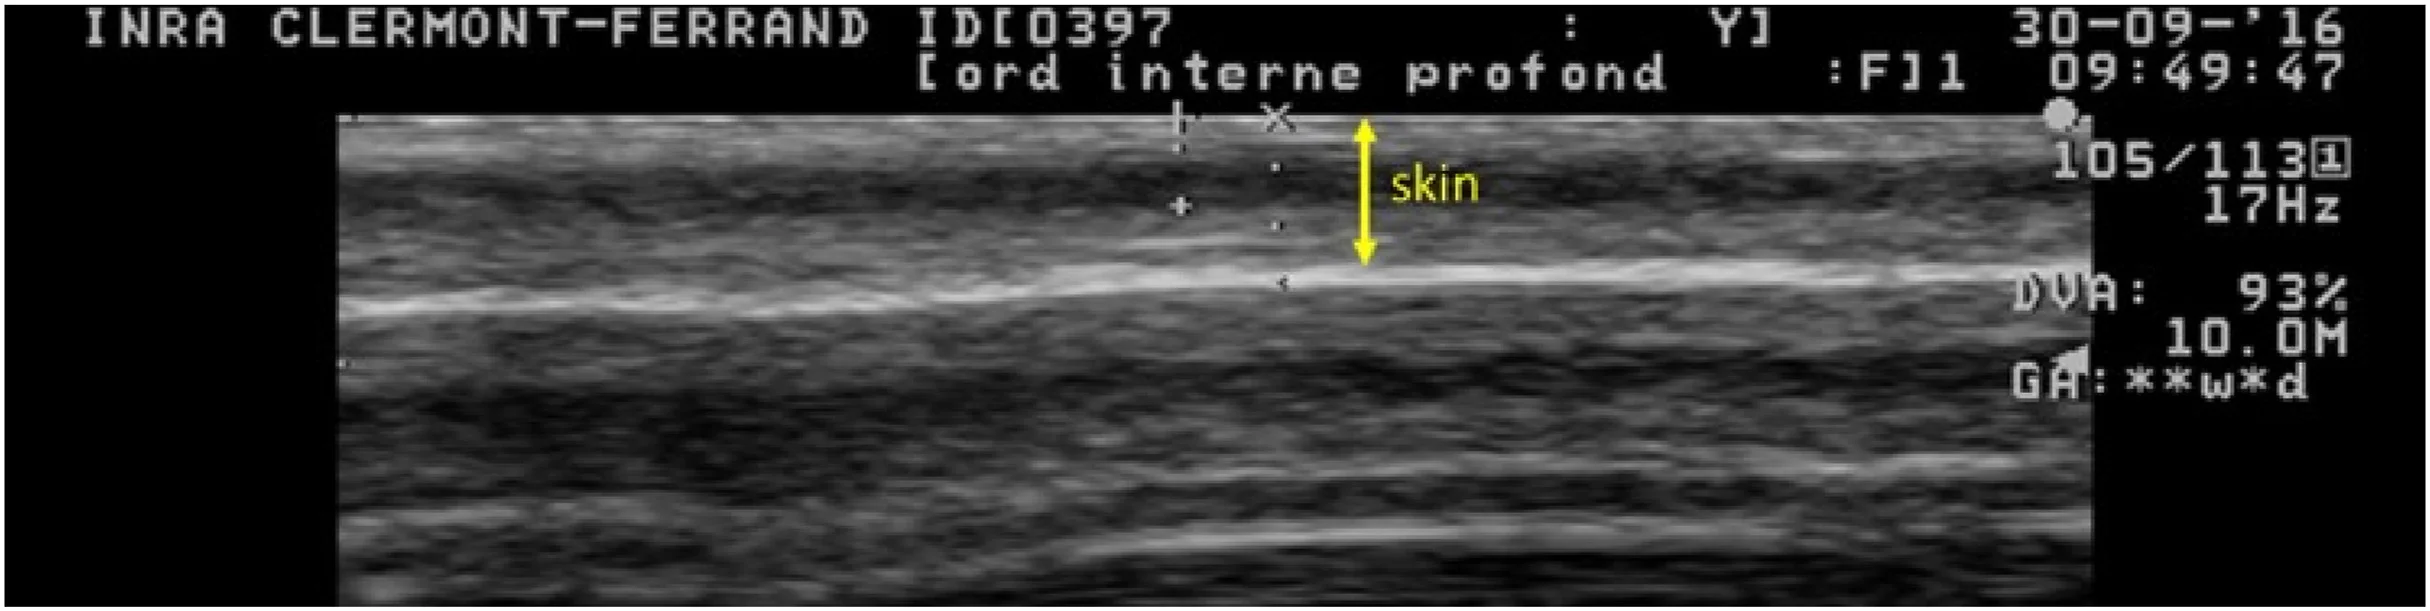 INRA CLERMONT-FERRAND ID[0397 : Y] 30-09-'16
[ord interne profond :F]1 09:49:47
105/113 1
17Hz
skin
DVA: 93%
10.0M
GA:**w*d